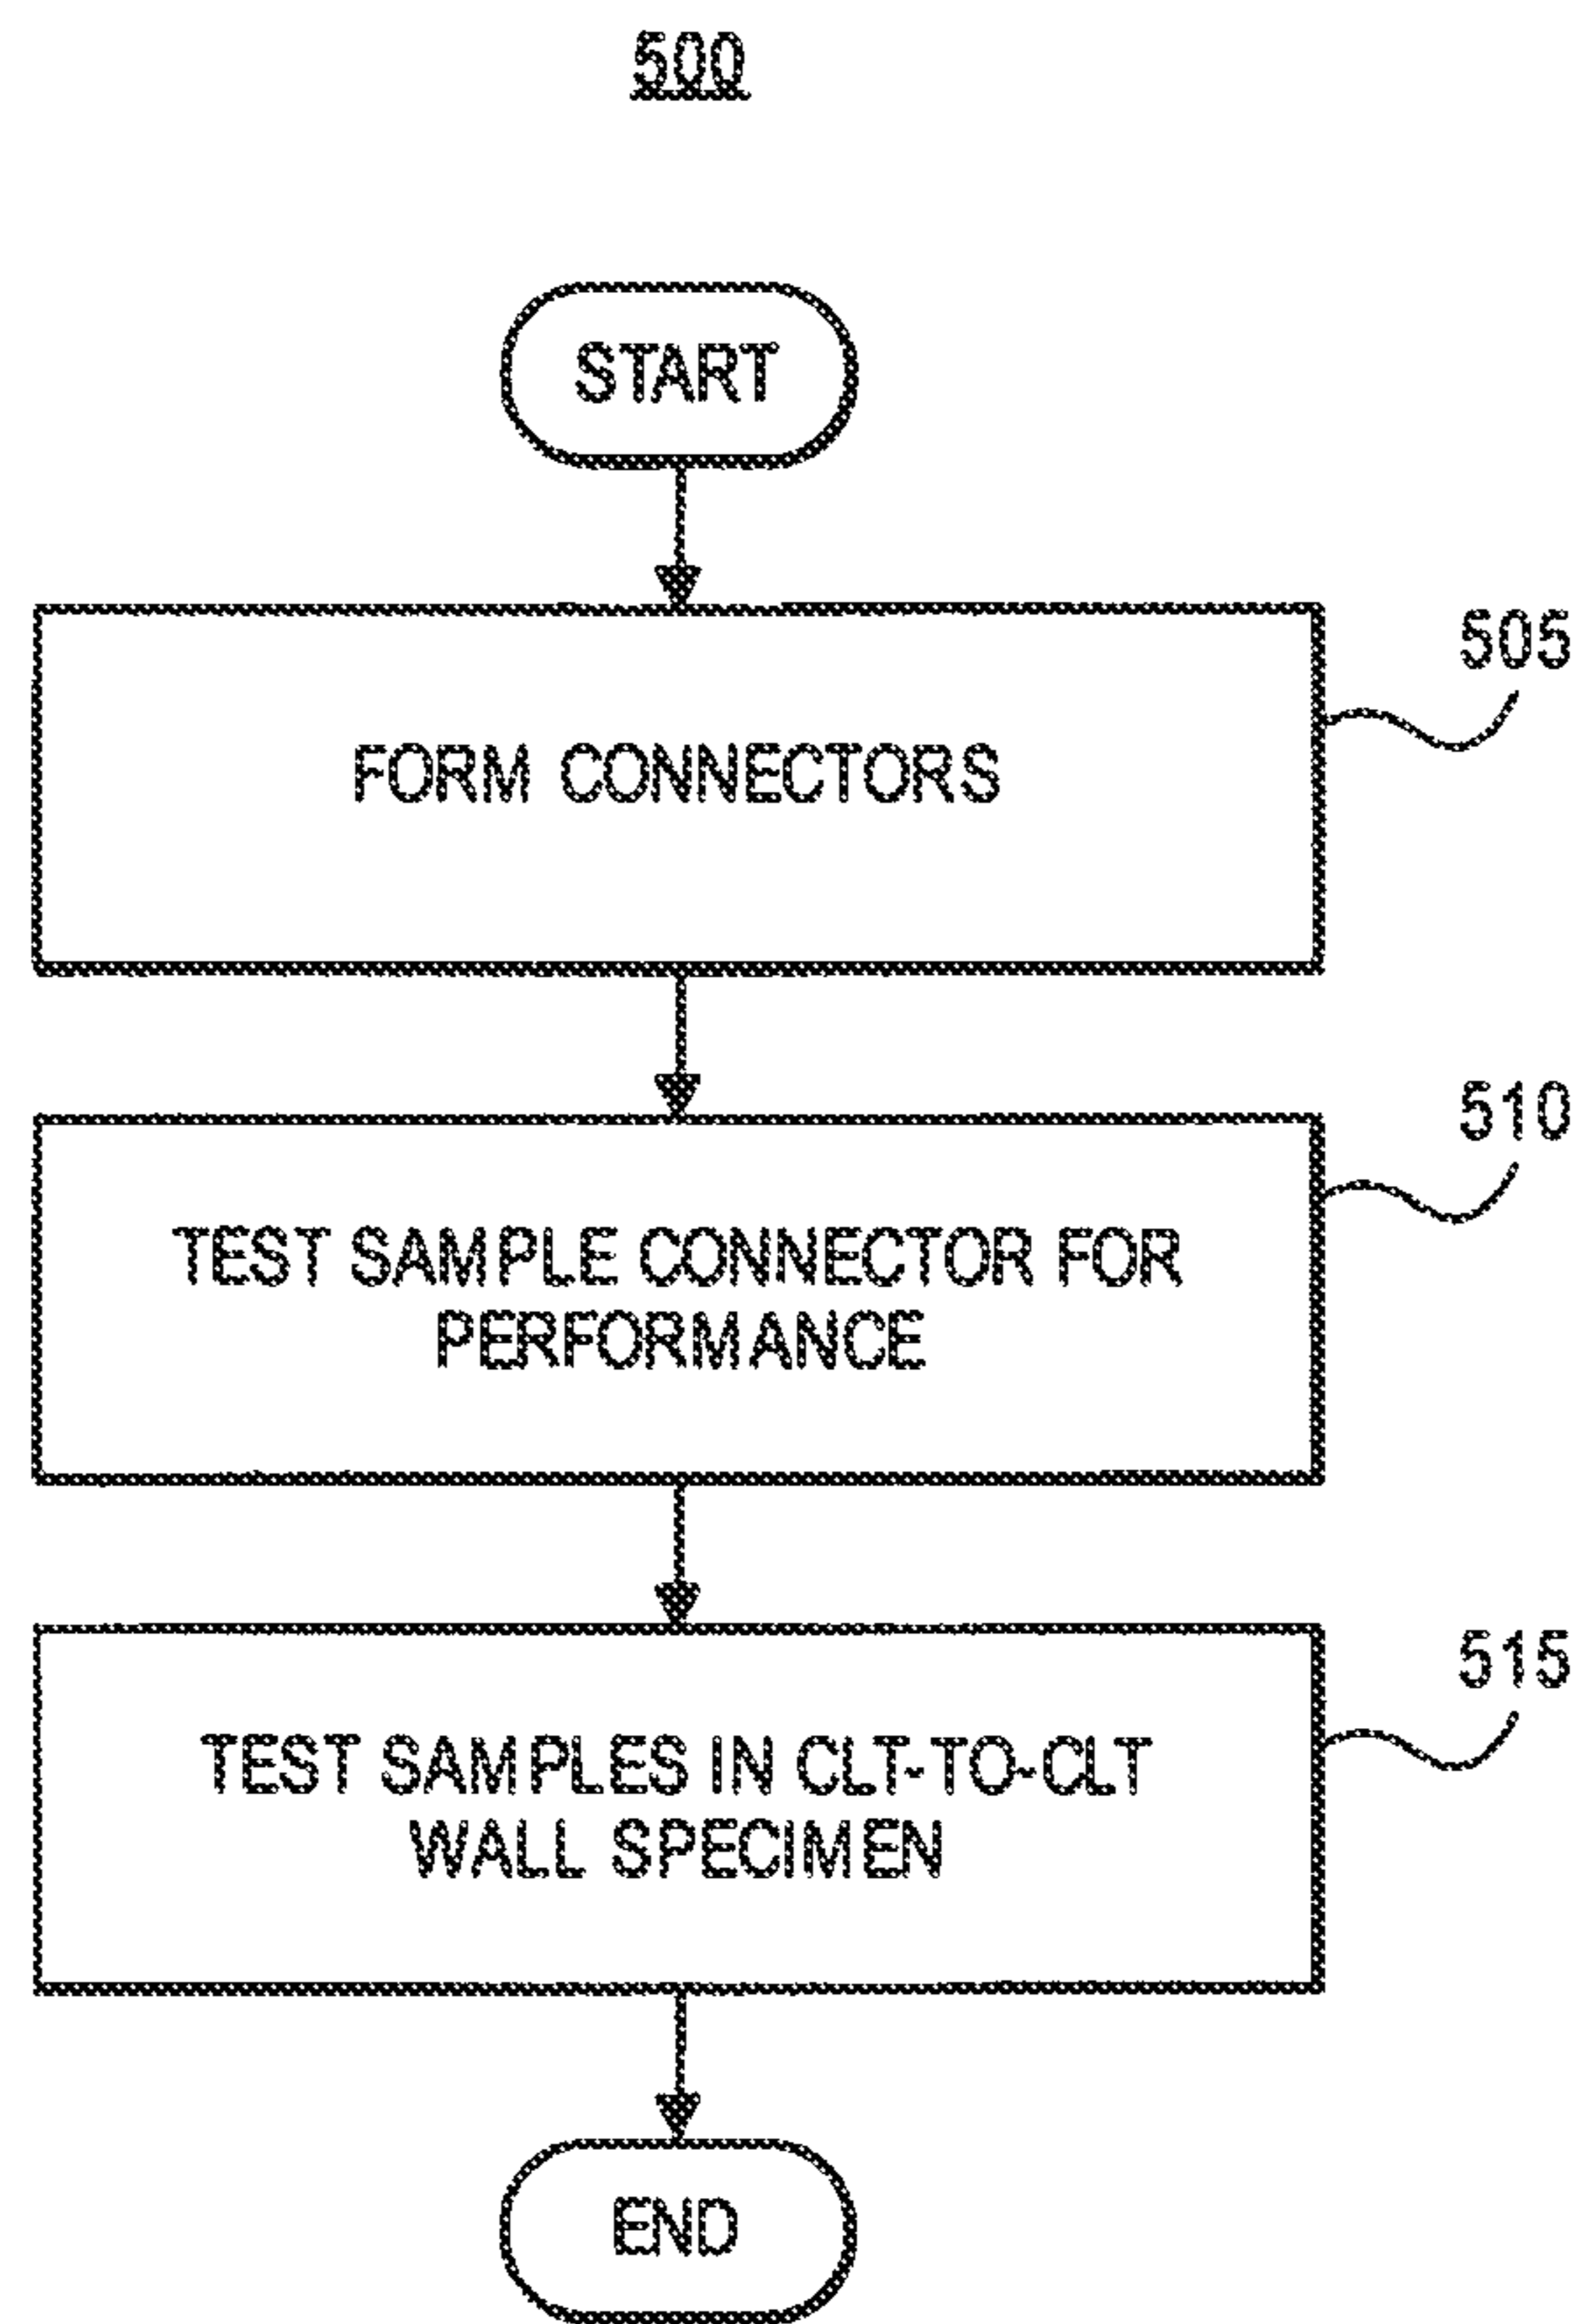 500
START
505
FORM CONNECTORS
510
TEST SAMPLE CONNECTOR FOR
PERFORMANCE
515
TEST SAMPLES IN CLT-TO-CLT
WALL SPECIMEN
END